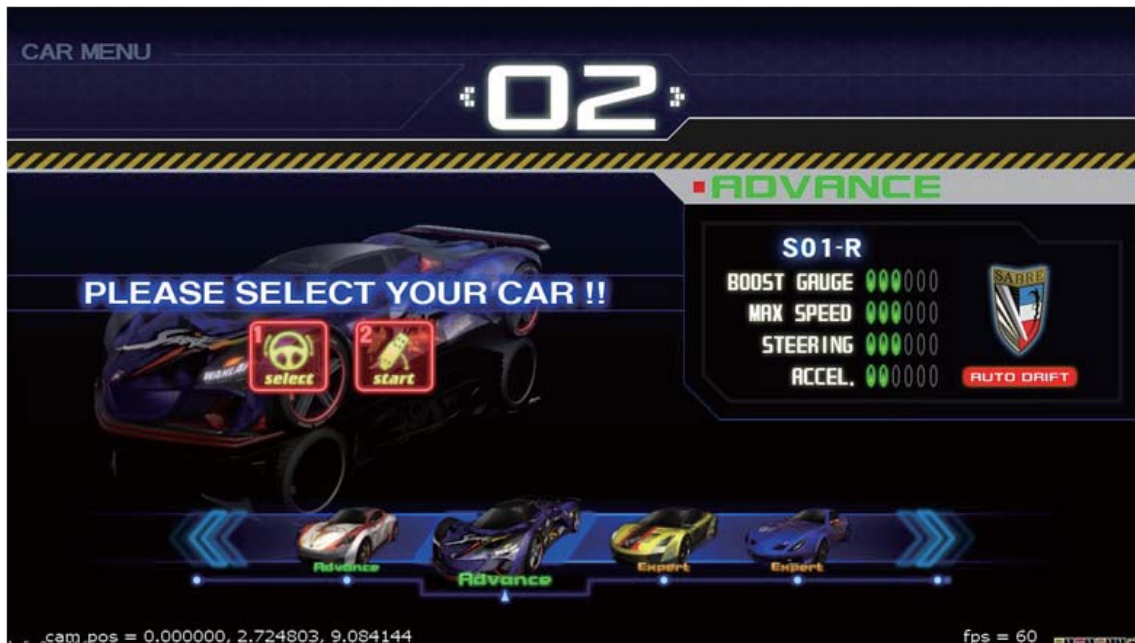 CAR MENU
02
ADVANCE
S01-R
BOOST GAUGE
MAX SPEED
STEERING
ACCEL.
SABRE
AUTO DRIFT
PLEASE SELECT YOUR CAR !!
1
select
2
start
WAHLAP
Advance
Advance
Expert
Expert
cam pos = 0.000000, 2.724803, 9.084144
fps = 60